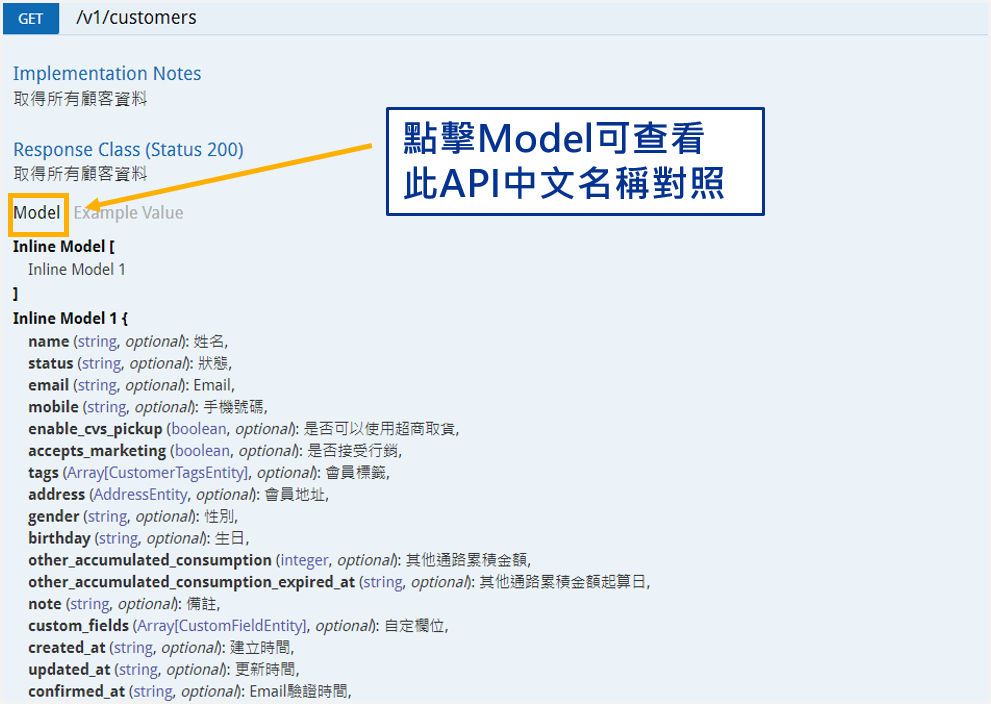 GET /v1/customers
Implementation Notes
取得所有顧客資料
Response Class (Status 200)
取得所有顧客資料
點擊Model可查看
此API中文名稱對照
Model Example Value
Inline Model [
Inline Model 1
]
Inline Model 1 {
name (string, optional): 姓名,
status (string, optional): 狀態,
email (string, optional): Email,
mobile (string, optional): 手機號碼,
enable_cvs_pickup (boolean, optional): 是否可以使用超商取貨,
accepts_marketing (boolean, optional): 是否接受行銷,
tags (Array[CustomerTagsEntity], optional): 會員標籤,
address (AddressEntity, optional): 會員地址,
gender (string, optional): 性別,
birthday (string, optional): 生日,
other_accumulated_consumption (integer, optional): 其他通路累積金額,
other_accumulated_consumption_expired_at (string, optional): 其他通路累積金額起算日,
note (string, optional): 備註,
custom_fields (Array[CustomFieldEntity], optional): 自定欄位,
created_at (string, optional): 建立時間,
updated_at (string, optional): 更新時間,
confirmed_at (string, optional): Email驗證時間,